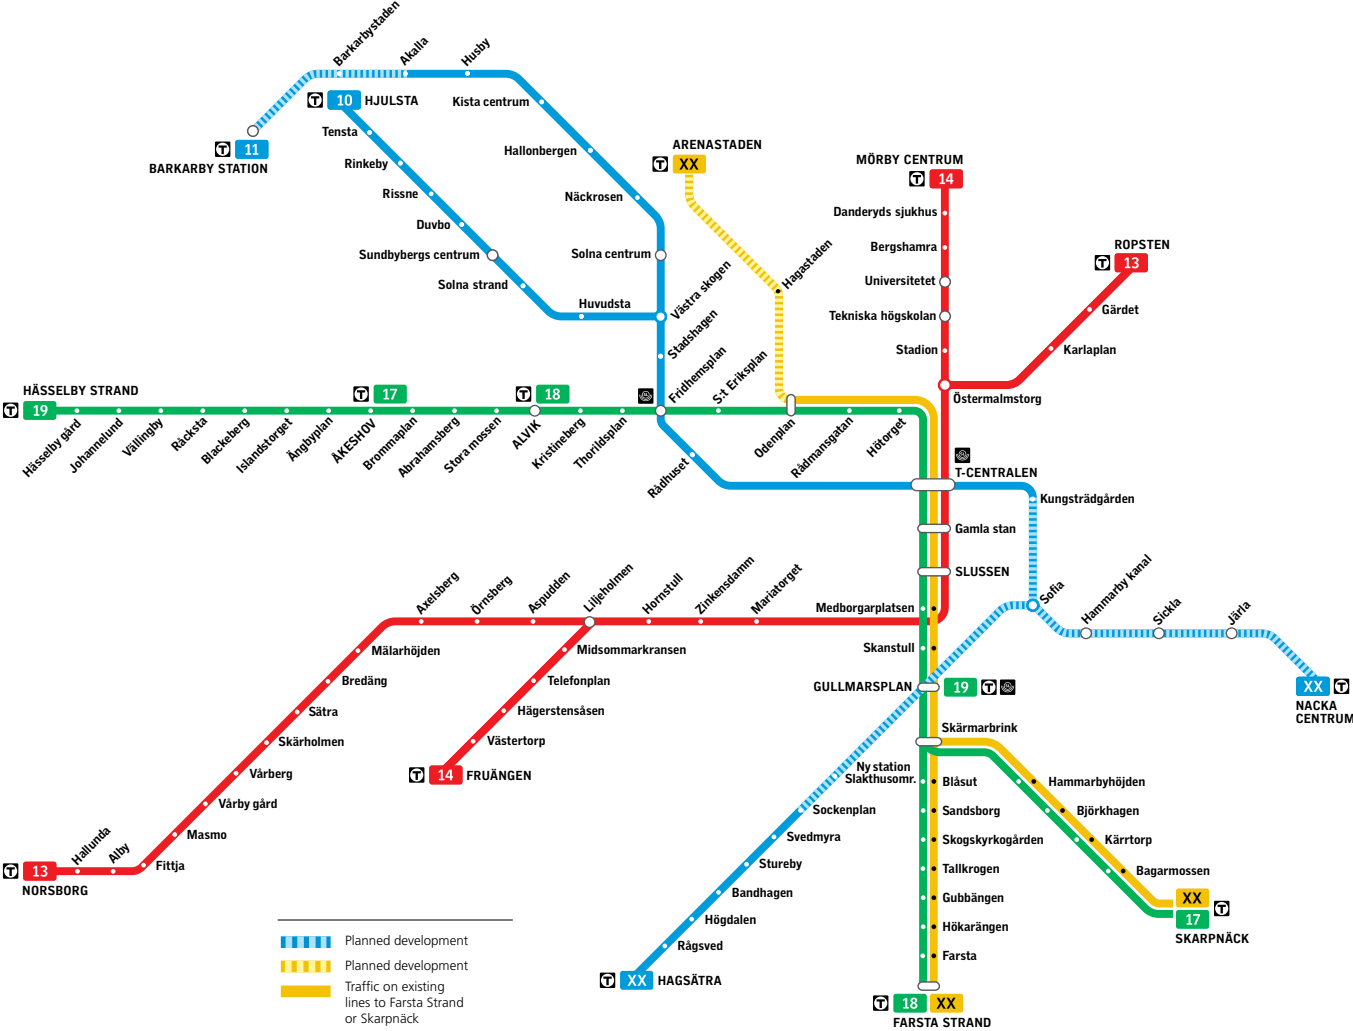 Barkarbystaden
Akalla
Husby
10 HJULSTA
Kista centrum
Tensta
11
BARKARBY STATION
Hallonbergen
Rinkeby
ARENASTADEN
XX
MÖRBY CENTRUM
14
Rissne
Näckrosen
Danderyds sjukhus
Duvbo
Bergshamra
ROPSTEN
13
Sundbybergs centrum
Solna centrum
Hagastaden
Universitetet
Solna strand
Västra skogen
Huvudsta
Tekniska högskolan
Gärdet
Stadshagen
Stadion
Karlaplan
Fridhemsplan
S:t Eriksplan
HÄSSELBY STRAND
19
17
18
Östermalmstorg
Hässelby gård
Johannelund
Vällingby
Råcksta
Blackeberg
Islandstorget
Ängbyplan
ÅKESHOV
Brommaplan
Abrahamsberg
Stora mossen
ALVIK
Kristineberg
Thorildsplan
Rådhuset
Odenplan
Rådmansgatan
Hötorget
T-CENTRALEN
Kungsträdgården
Gamla stan
SLUSSEN
Axelsberg
Örnsberg
Aspudden
Liljeholmen
Hornstull
Zinkensdamm
Mariatorget
Medborgarplatsen
Sofia
Hammarby kanal
Sickla
Järla
Mälarhöjden
Midsommarkransen
Skanstull
Bredäng
Telefonplan
GULLMARSPLAN
19
XX
NACKA
CENTRUM
Sätra
Hägerstensåsen
Skärholmen
Västertorp
Skärmarbrink
Vårberg
14 FRUÄNGEN
Ny station
Slakthusomr.
Blåsut
Hammarbyhöjden
Vårby gård
Sockenplan
Sandsborg
Björkhagen
Masmo
Svedmyra
Skogskyrkogården
Kärrtorp
Hallunda
Alby
Fittja
Stureby
Tallkrogen
Bagarmossen
13
NORSBORG
Bandhagen
Gubbängen
XX
17
SKARPNÄCK
Högdalen
Hökarängen
Rågsved
Farsta
XX HAGSÄTRA
18 XX
FARSTA STRAND
Planned development
Planned development
Traffic on existing
lines to Farsta Strand
or Skarpnäck